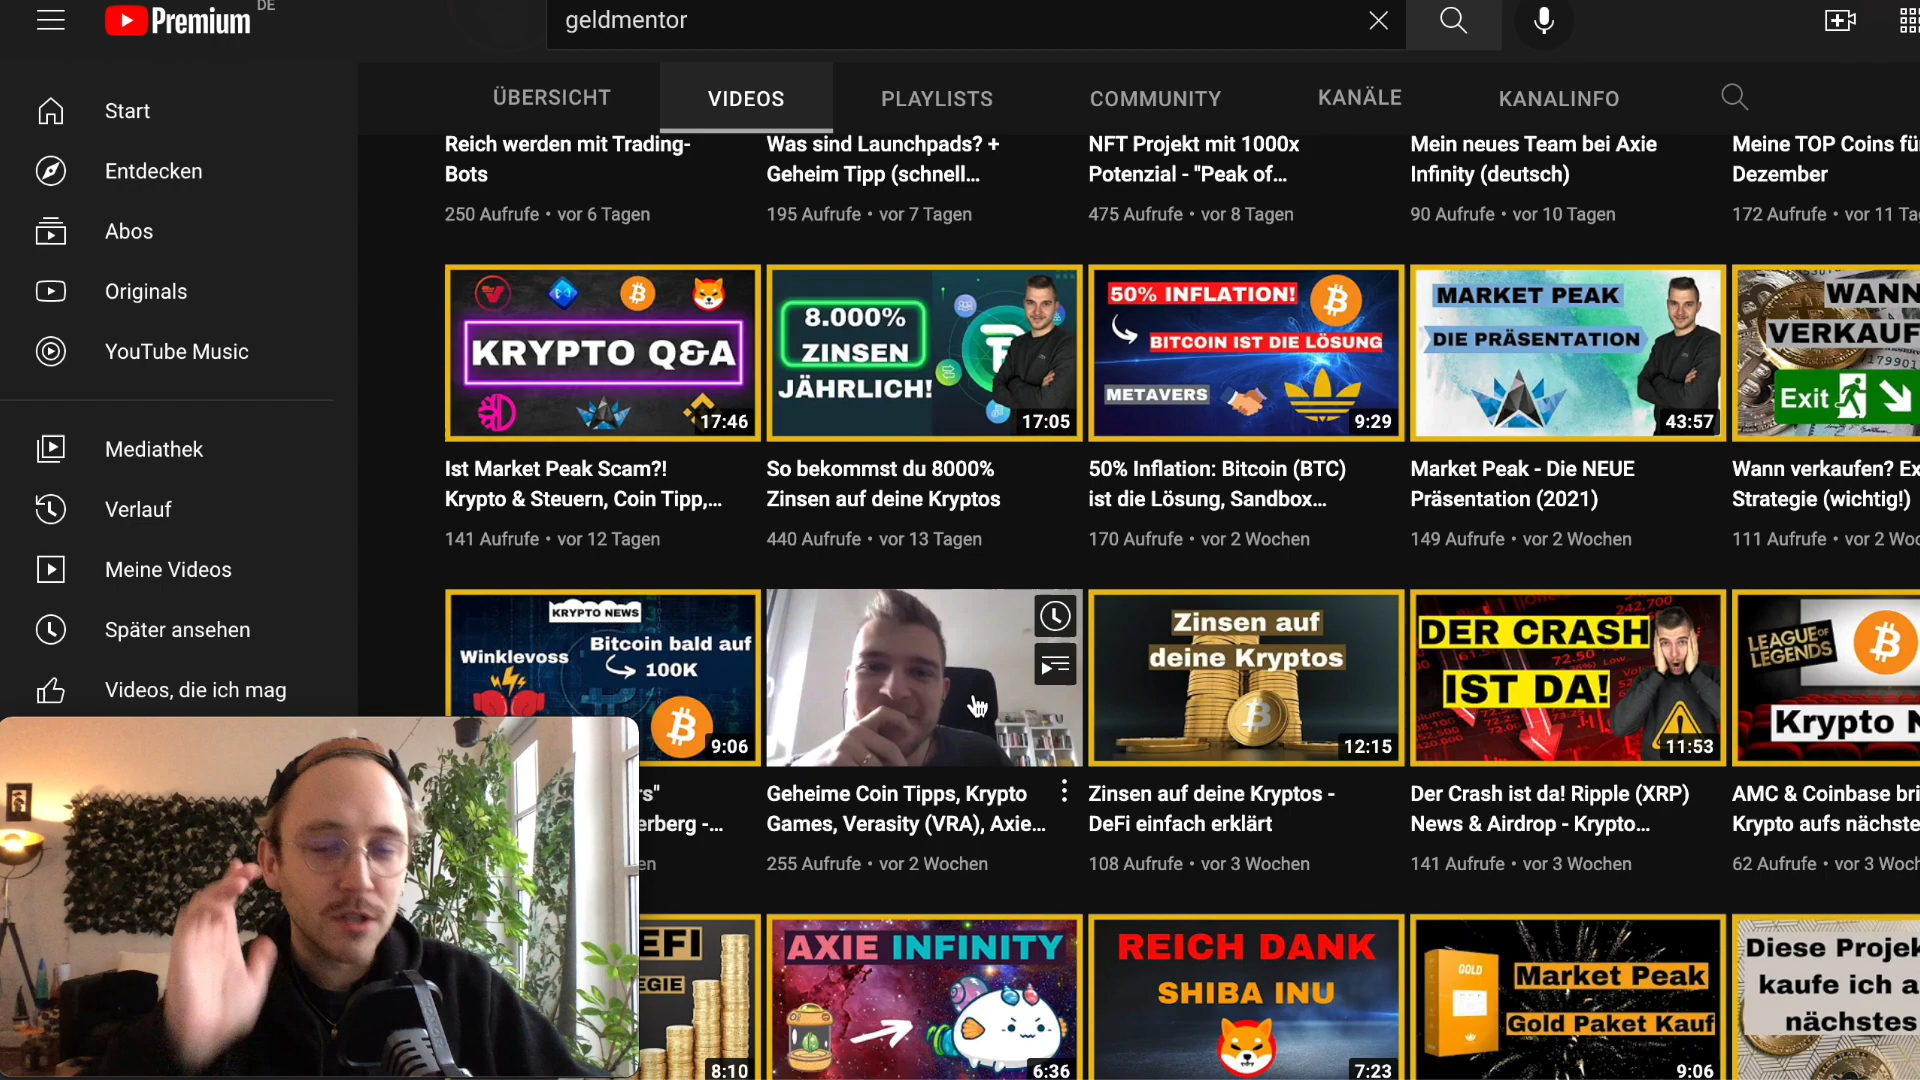 Premium
DE
geldmentor
ÜBERSICHT
VIDEOS
PLAYLISTS
COMMUNITY
KANÄLE
KANALINFO
Start
Entdecken
Abos
Originals
YouTube Music
Mediathek
Verlauf
Meine Videos
Später ansehen
Videos, die ich mag
Reich werden mit Trading-
Bots
250 Aufrufe • vor 6 Tagen
Was sind Launchpads? +
Geheim Tipp (schnell...
195 Aufrufe • vor 7 Tagen
NFT Projekt mit 1000x
Potenzial - "Peak of...
475 Aufrufe • vor 8 Tagen
Mein neues Team bei Axie
Infinity (deutsch)
90 Aufrufe • vor 10 Tagen
Meine TOP Coins fü
Dezember
172 Aufrufe • vor 11 Ta
KRYPTO Q&A
17:46
Ist Market Peak Scam?!
Krypto & Steuern, Coin Tipp,...
141 Aufrufe • vor 12 Tagen
8.000%
ZINSEN
JÄHRLICH!
17:05
So bekommst du 8000%
Zinsen auf deine Kryptos
440 Aufrufe • vor 13 Tagen
50% INFLATION!
BITCOIN IST DIE LÖSUNG
METAVERS
9:29
50% Inflation: Bitcoin (BTC)
ist die Lösung, Sandbox...
170 Aufrufe • vor 2 Wochen
MARKET PEAK
DIE PRÄSENTATION
43:57
Market Peak - Die NEUE
Präsentation (2021)
149 Aufrufe • vor 2 Wochen
WANN
VERKAUF
Exit
Wann verkaufen? Ex
Strategie (wichtig!)
111 Aufrufe • vor 2 Woc
KRYPTO NEWS
Winklevoss
Bitcoin bald auf
100K
9:06
rs"
erberg -...
en
Geheime Coin Tipps, Krypto
Games, Verasity (VRA), Axie...
255 Aufrufe • vor 2 Wochen
Zinsen auf
deine Kryptos
12:15
Zinsen auf deine Kryptos -
DeFi einfach erklärt
108 Aufrufe • vor 3 Wochen
DER CRASH
IST DA!
11:53
Der Crash ist da! Ripple (XRP)
News & Airdrop - Krypto...
141 Aufrufe • vor 3 Wochen
LEAGUE OF
LEGENDS
Krypto N
AMC & Coinbase bri
Krypto aufs nächste
62 Aufrufe • vor 3 Woch
EFI
EGIE
8:10
AXIE INFINITY
6:36
REICH DANK
SHIBA INU
7:23
GOLD
Market Peak
Gold Paket Kauf
9:06
Diese Projek
kaufe ich a
nächstes